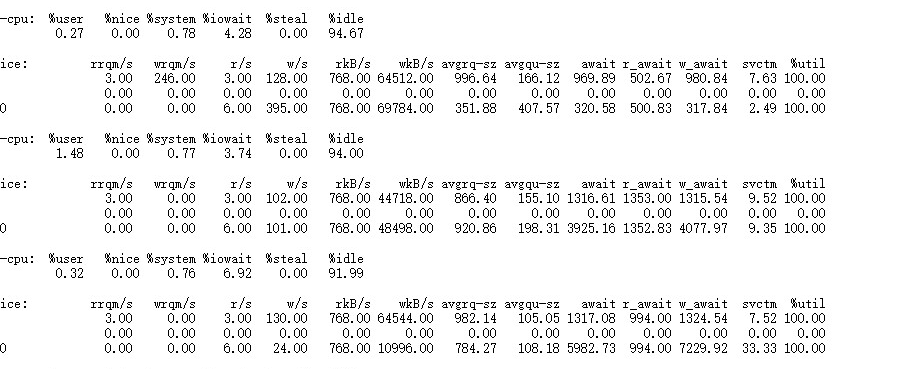 -cpu: %user %nice %system %iowait %steal %idle
0.27 0.00 0.78 4.28 0.00 94.67
ice: rrqm/s wrqm/s r/s w/s rkB/s wkB/s avgrq-sz avgqu-sz await r_await w_await svctm %util
3.00 246.00 3.00 128.00 768.00 64512.00 996.64 166.12 969.89 502.67 980.84 7.63 100.00
0.00 0.00 0.00 0.00 0.00 0.00 0.00 0.00 0.00 0.00 0.00 0.00 0.00
0 0.00 0.00 6.00 395.00 768.00 69784.00 351.88 407.57 320.58 500.83 317.84 2.49 100.00
-cpu: %user %nice %system %iowait %steal %idle
1.48 0.00 0.77 3.74 0.00 94.00
ice: rrqm/s wrqm/s r/s w/s rkB/s wkB/s avgrq-sz avgqu-sz await r_await w_await svctm %util
3.00 0.00 3.00 102.00 768.00 44718.00 866.40 155.10 1316.61 1353.00 1315.54 9.52 100.00
0.00 0.00 0.00 0.00 0.00 0.00 0.00 0.00 0.00 0.00 0.00 0.00 0.00
0 0.00 0.00 6.00 101.00 768.00 48498.00 920.86 198.31 3925.16 1352.83 4077.97 9.35 100.00
-cpu: %user %nice %system %iowait %steal %idle
0.32 0.00 0.76 6.92 0.00 91.99
ice: rrqm/s wrqm/s r/s w/s rkB/s wkB/s avgrq-sz avgqu-sz await r_await w_await svctm %util
3.00 0.00 3.00 130.00 768.00 64544.00 982.14 105.05 1317.08 994.00 1324.54 7.52 100.00
0.00 0.00 0.00 0.00 0.00 0.00 0.00 0.00 0.00 0.00 0.00 0.00 0.00
0 0.00 0.00 6.00 24.00 768.00 10996.00 784.27 108.18 5982.73 994.00 7229.92 33.33 100.00